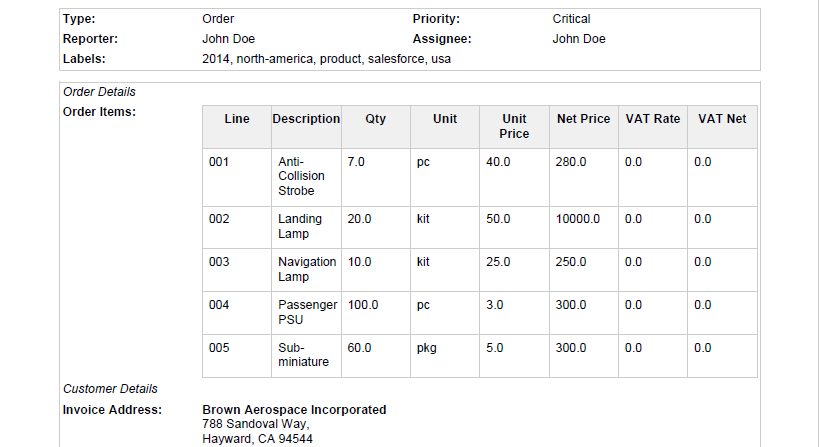 Type: Order Priority: Critical
Reporter: John Doe Assignee: John Doe
Labels: 2014, north-america, product, salesforce, usa
Order Details
Order Items:
Line Description Qty Unit Unit Price Net Price VAT Rate VAT Net
001 Anti-Collision Strobe 7.0 pc 40.0 280.0 0.0 0.0
002 Landing Lamp 20.0 kit 50.0 10000.0 0.0 0.0
003 Navigation Lamp 10.0 kit 25.0 250.0 0.0 0.0
004 Passenger PSU 100.0 pc 3.0 300.0 0.0 0.0
005 Sub-miniature 60.0 pkg 5.0 300.0 0.0 0.0
Customer Details
Invoice Address: Brown Aerospace Incorporated
788 Sandoval Way,
Hayward, CA 94544